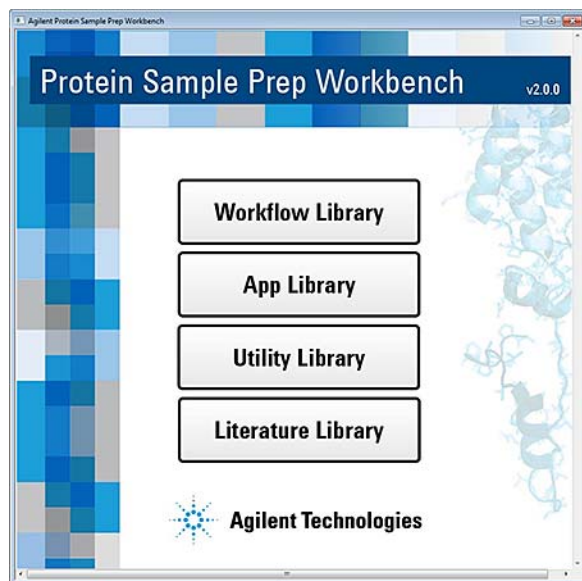 Agilent Protein Sample Prep Workbench
Protein Sample Prep Workbench v2.0.0
Workflow Library
App Library
Utility Library
Literature Library
Agilent Technologies